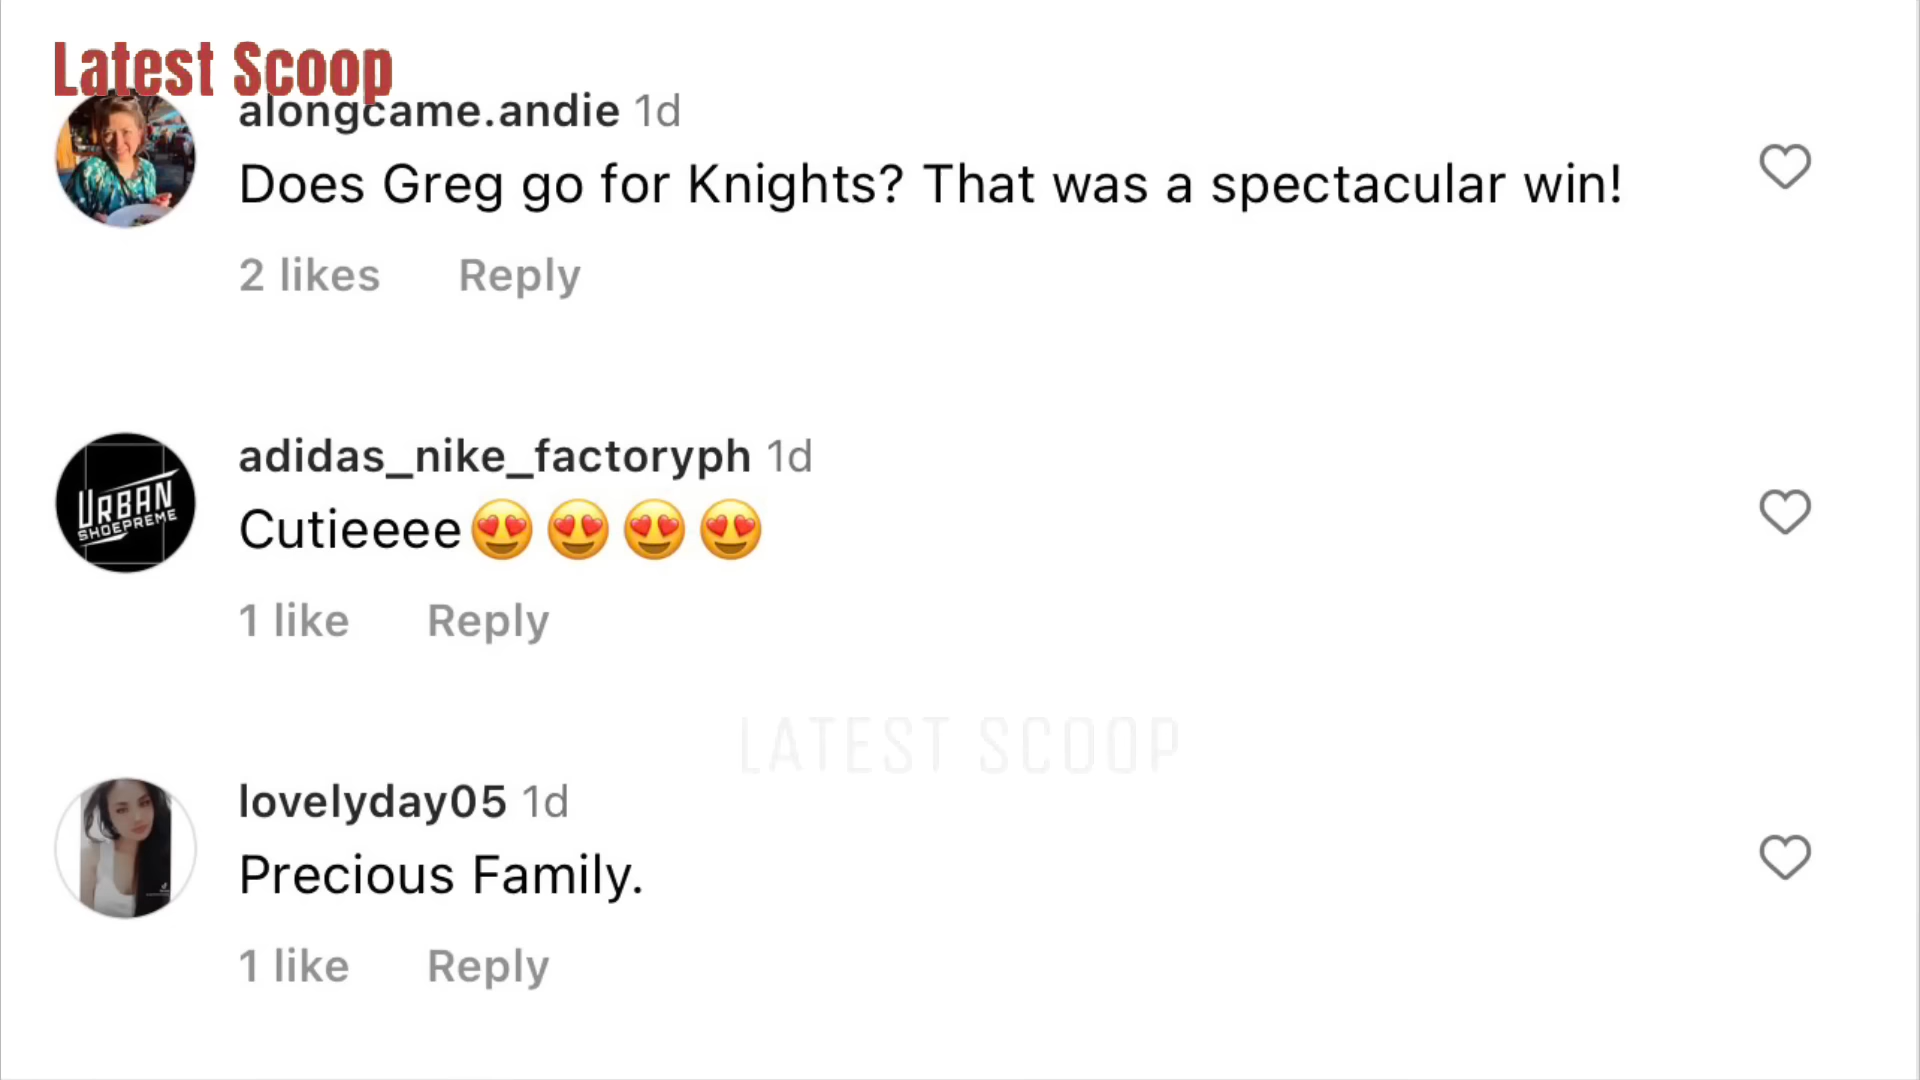 Latest Scoop
alongcame.andie 1d
Does Greg go for Knights? That was a spectacular win!
2 likes Reply
URBAN
SHOEPREME
adidas_nike_factoryph 1d
Cutieeee😍😍😍😍
1 like Reply
LATEST SCOOP
lovelyday05 1d
Precious Family.
1 like Reply